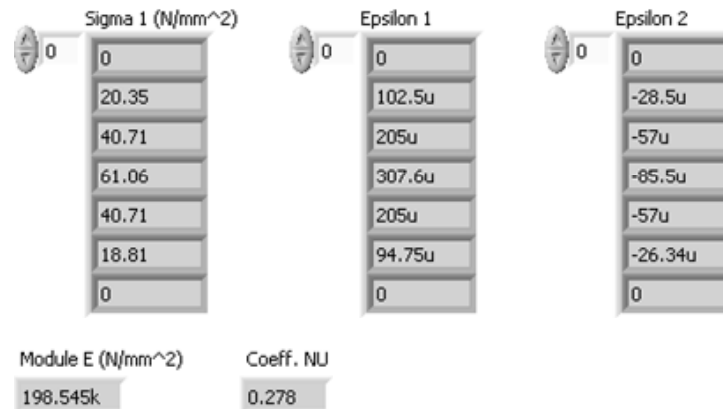 Sigma 1 (N/mm^2) Epsilon 1 Epsilon 2
0 0 0 0 0 0
20.35 102.5u -28.5u
40.71 205u -57u
61.06 307.6u -85.5u
40.71 205u -57u
18.81 94.75u -26.34u
0 0 0
Module E (N/mm^2) Coeff. NU
198.545k 0.278